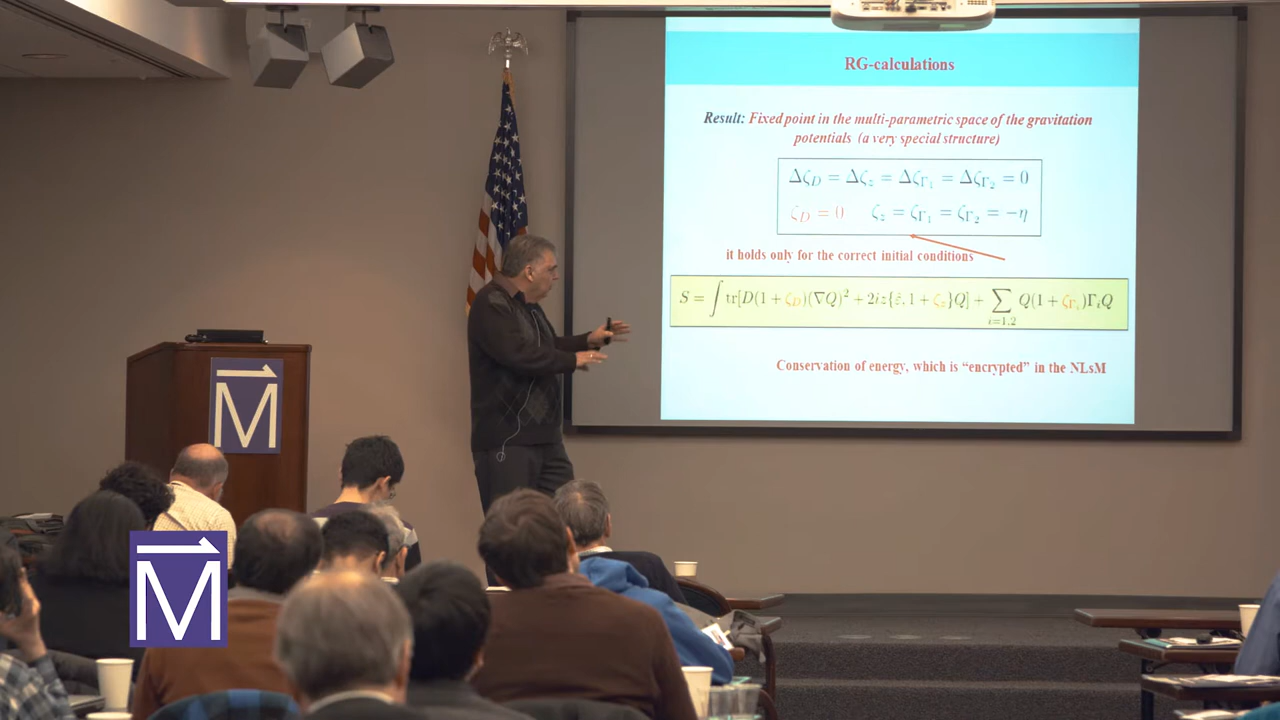 RG-calculations
Result: Fixed point in the multi-parametric space of the gravitation
potentials (a very special structure)
Δζ_D = Δζ_z = Δζ_Γ₁ = Δζ_Γ₂ = 0
ζ_D = 0 ζ_z = ζ_Γ₁ = ζ_Γ₂ = −η
it holds only for the correct initial conditions
S = ∫ tr[D(1 + ζ_D)(∇Q)² + 2iz{ε̂, 1 + ζ_z}Q] + ∑_{i=1,2} Q(1 + ζ_Γᵢ)ΓᵢQ
Conservation of energy, which is “encrypted” in the NLsM
M
M